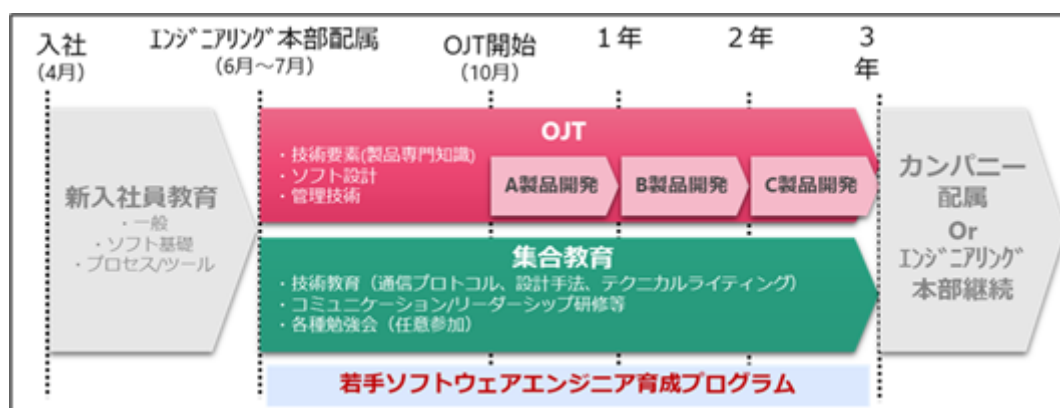 入社
(4月)
ｴﾝｼﾞﾆｱﾘﾝｸﾞ本部配属
(6月～7月)
OJT開始
(10月)
1年
2年
3
年
新入社員教育
・一般
・ソフト基礎
・プロセス/ツール
OJT
・技術要素(製品専門知識)
・ソフト設計
・管理技術
A製品開発
B製品開発
C製品開発
集合教育
・技術教育（通信プロトコル、設計手法、テクニカルライティング）
・コミュニケーション/リーダーシップ研修等
・各種勉強会（任意参加）
カンパニー
配属
Or
ｴﾝｼﾞﾆｱﾘﾝｸﾞ
本部継続
若手ソフトウェアエンジニア育成プログラム